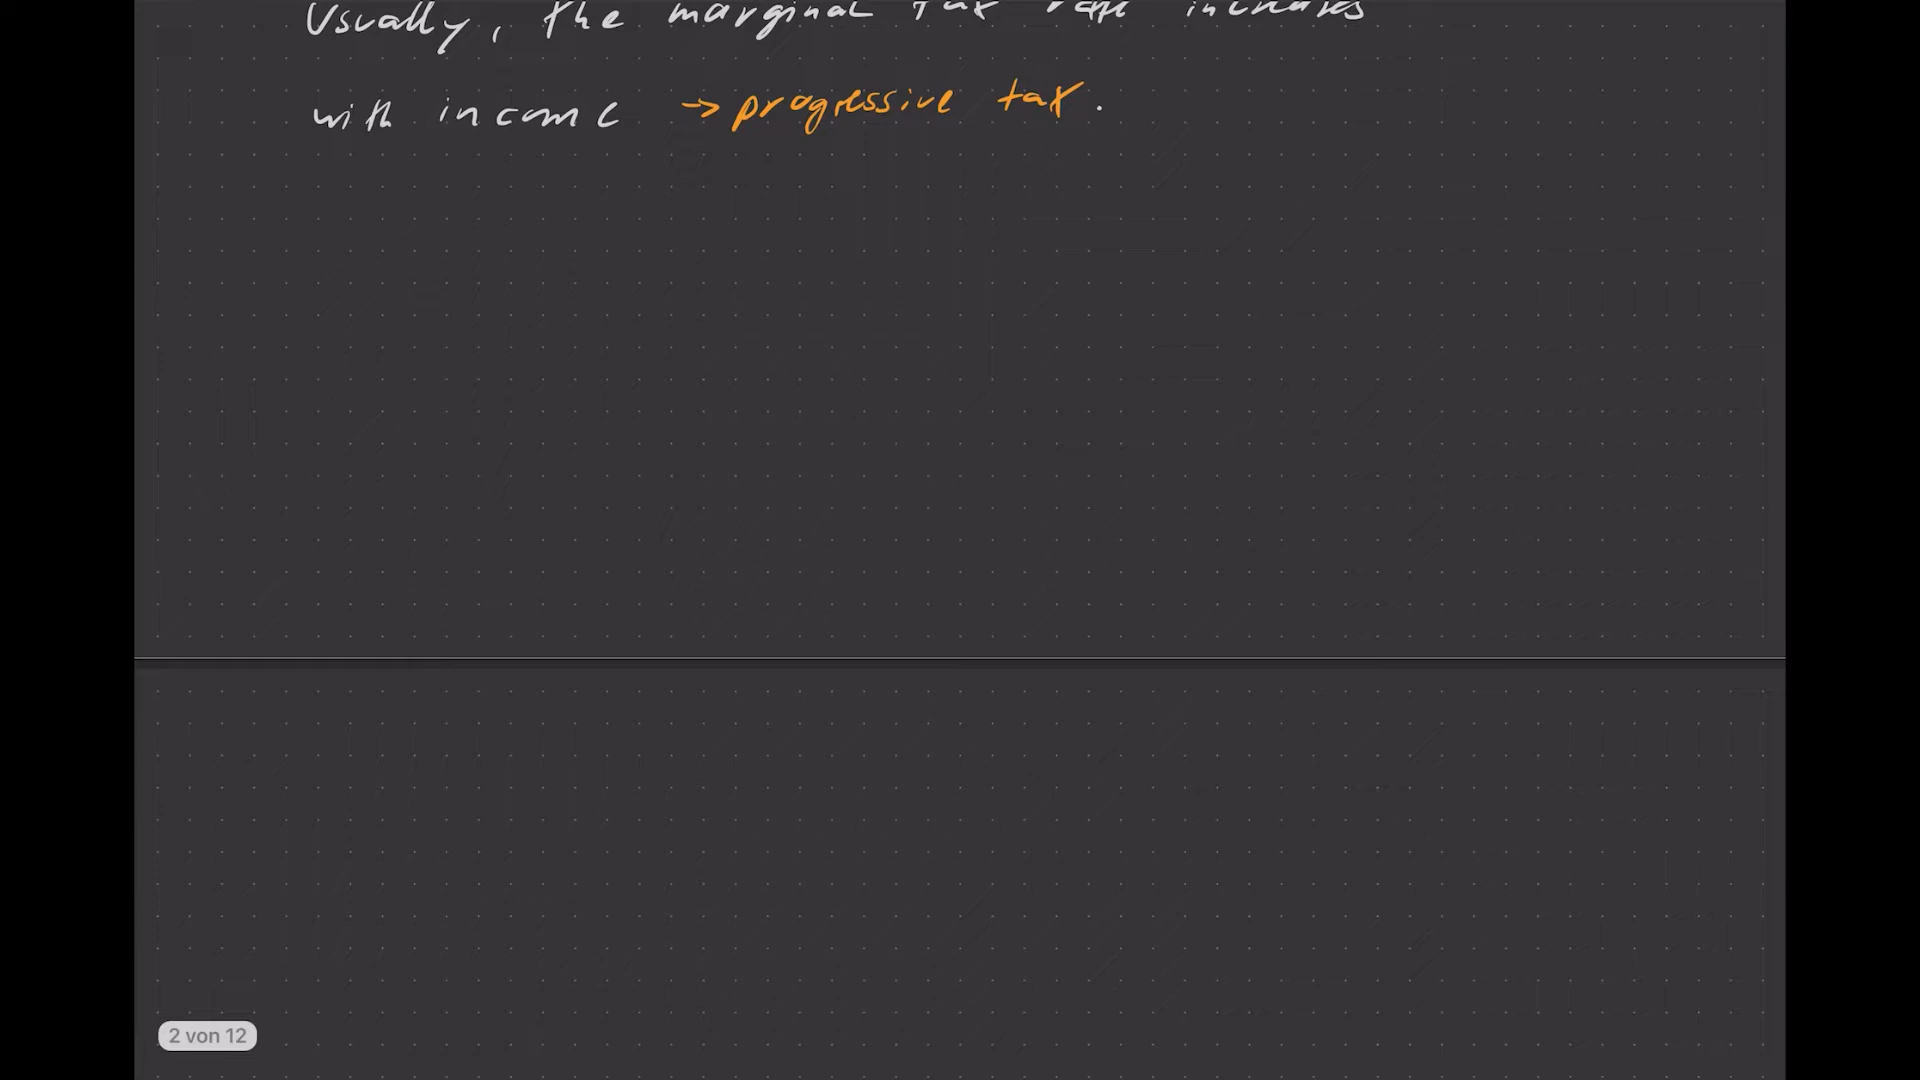 Usually, the marginal tax rate increases
with income → progressive tax.
2 von 12